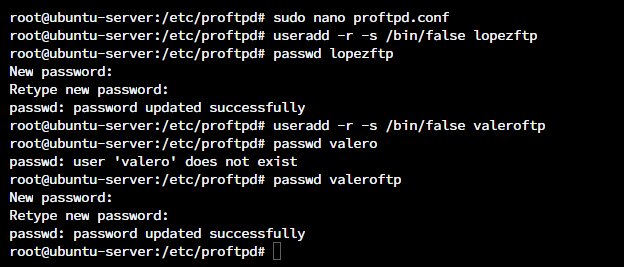 root@ubuntu-server:/etc/proftpd# sudo nano proftpd.conf
root@ubuntu-server:/etc/proftpd# useradd -r -s /bin/false lopezftp
root@ubuntu-server:/etc/proftpd# passwd lopezftp
New password:
Retype new password:
passwd: password updated successfully
root@ubuntu-server:/etc/proftpd# useradd -r -s /bin/false valeroftp
root@ubuntu-server:/etc/proftpd# passwd valero
passwd: user 'valero' does not exist
root@ubuntu-server:/etc/proftpd# passwd valeroftp
New password:
Retype new password:
passwd: password updated successfully
root@ubuntu-server:/etc/proftpd#